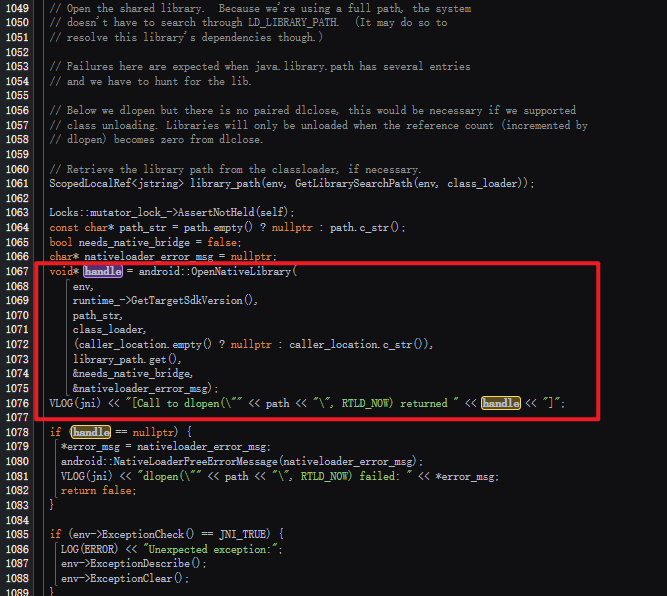 1049 // Open the shared library.  Because we're using a full path, the system
1050 // doesn't have to search through LD_LIBRARY_PATH.  (It may do so to
1051 // resolve this library's dependencies though.)
1052
1053 // Failures here are expected when java.library.path has several entries
1054 // and we have to hunt for the lib.
1055
1056 // Below we dlopen but there is no paired dlclose, this would be necessary if we supported
1057 // class unloading. Libraries will only be unloaded when the reference count (incremented by
1058 // dlopen) becomes zero from dlclose.
1059
1060 // Retrieve the library path from the classloader, if necessary.
1061 ScopedLocalRef<jstring> library_path(env, GetLibrarySearchPath(env, class_loader));
1062
1063 Locks::mutator_lock_->AssertNotHeld(self);
1064 const char* path_str = path.empty() ? nullptr : path.c_str();
1065 bool needs_native_bridge = false;
1066 char* nativeloader_error_msg = nullptr;
1067 void* handle = android::OpenNativeLibrary(
1068 env,
1069 runtime_->GetTargetSdkVersion(),
1070 path_str,
1071 class_loader,
1072 (caller_location.empty() ? nullptr : caller_location.c_str()),
1073 library_path.get(),
1074 &needs_native_bridge,
1075 &nativeloader_error_msg);
1076 VLOG(jni) << "[Call to dlopen(\"" << path << "\", RTLD_NOW) returned " << handle << "]";
1077
1078 if (handle == nullptr) {
1079 *error_msg = nativeloader_error_msg;
1080 android::NativeLoaderFreeErrorMessage(nativeloader_error_msg);
1081 VLOG(jni) << "dlopen(\"" << path << "\", RTLD_NOW) failed: " << *error_msg;
1082 return false;
1083 }
1084
1085 if (env->ExceptionCheck() == JNI_TRUE) {
1086 LOG(ERROR) << "Unexpected exception:";
1087 env->ExceptionDescribe();
1088 env->ExceptionClear();
1089 }